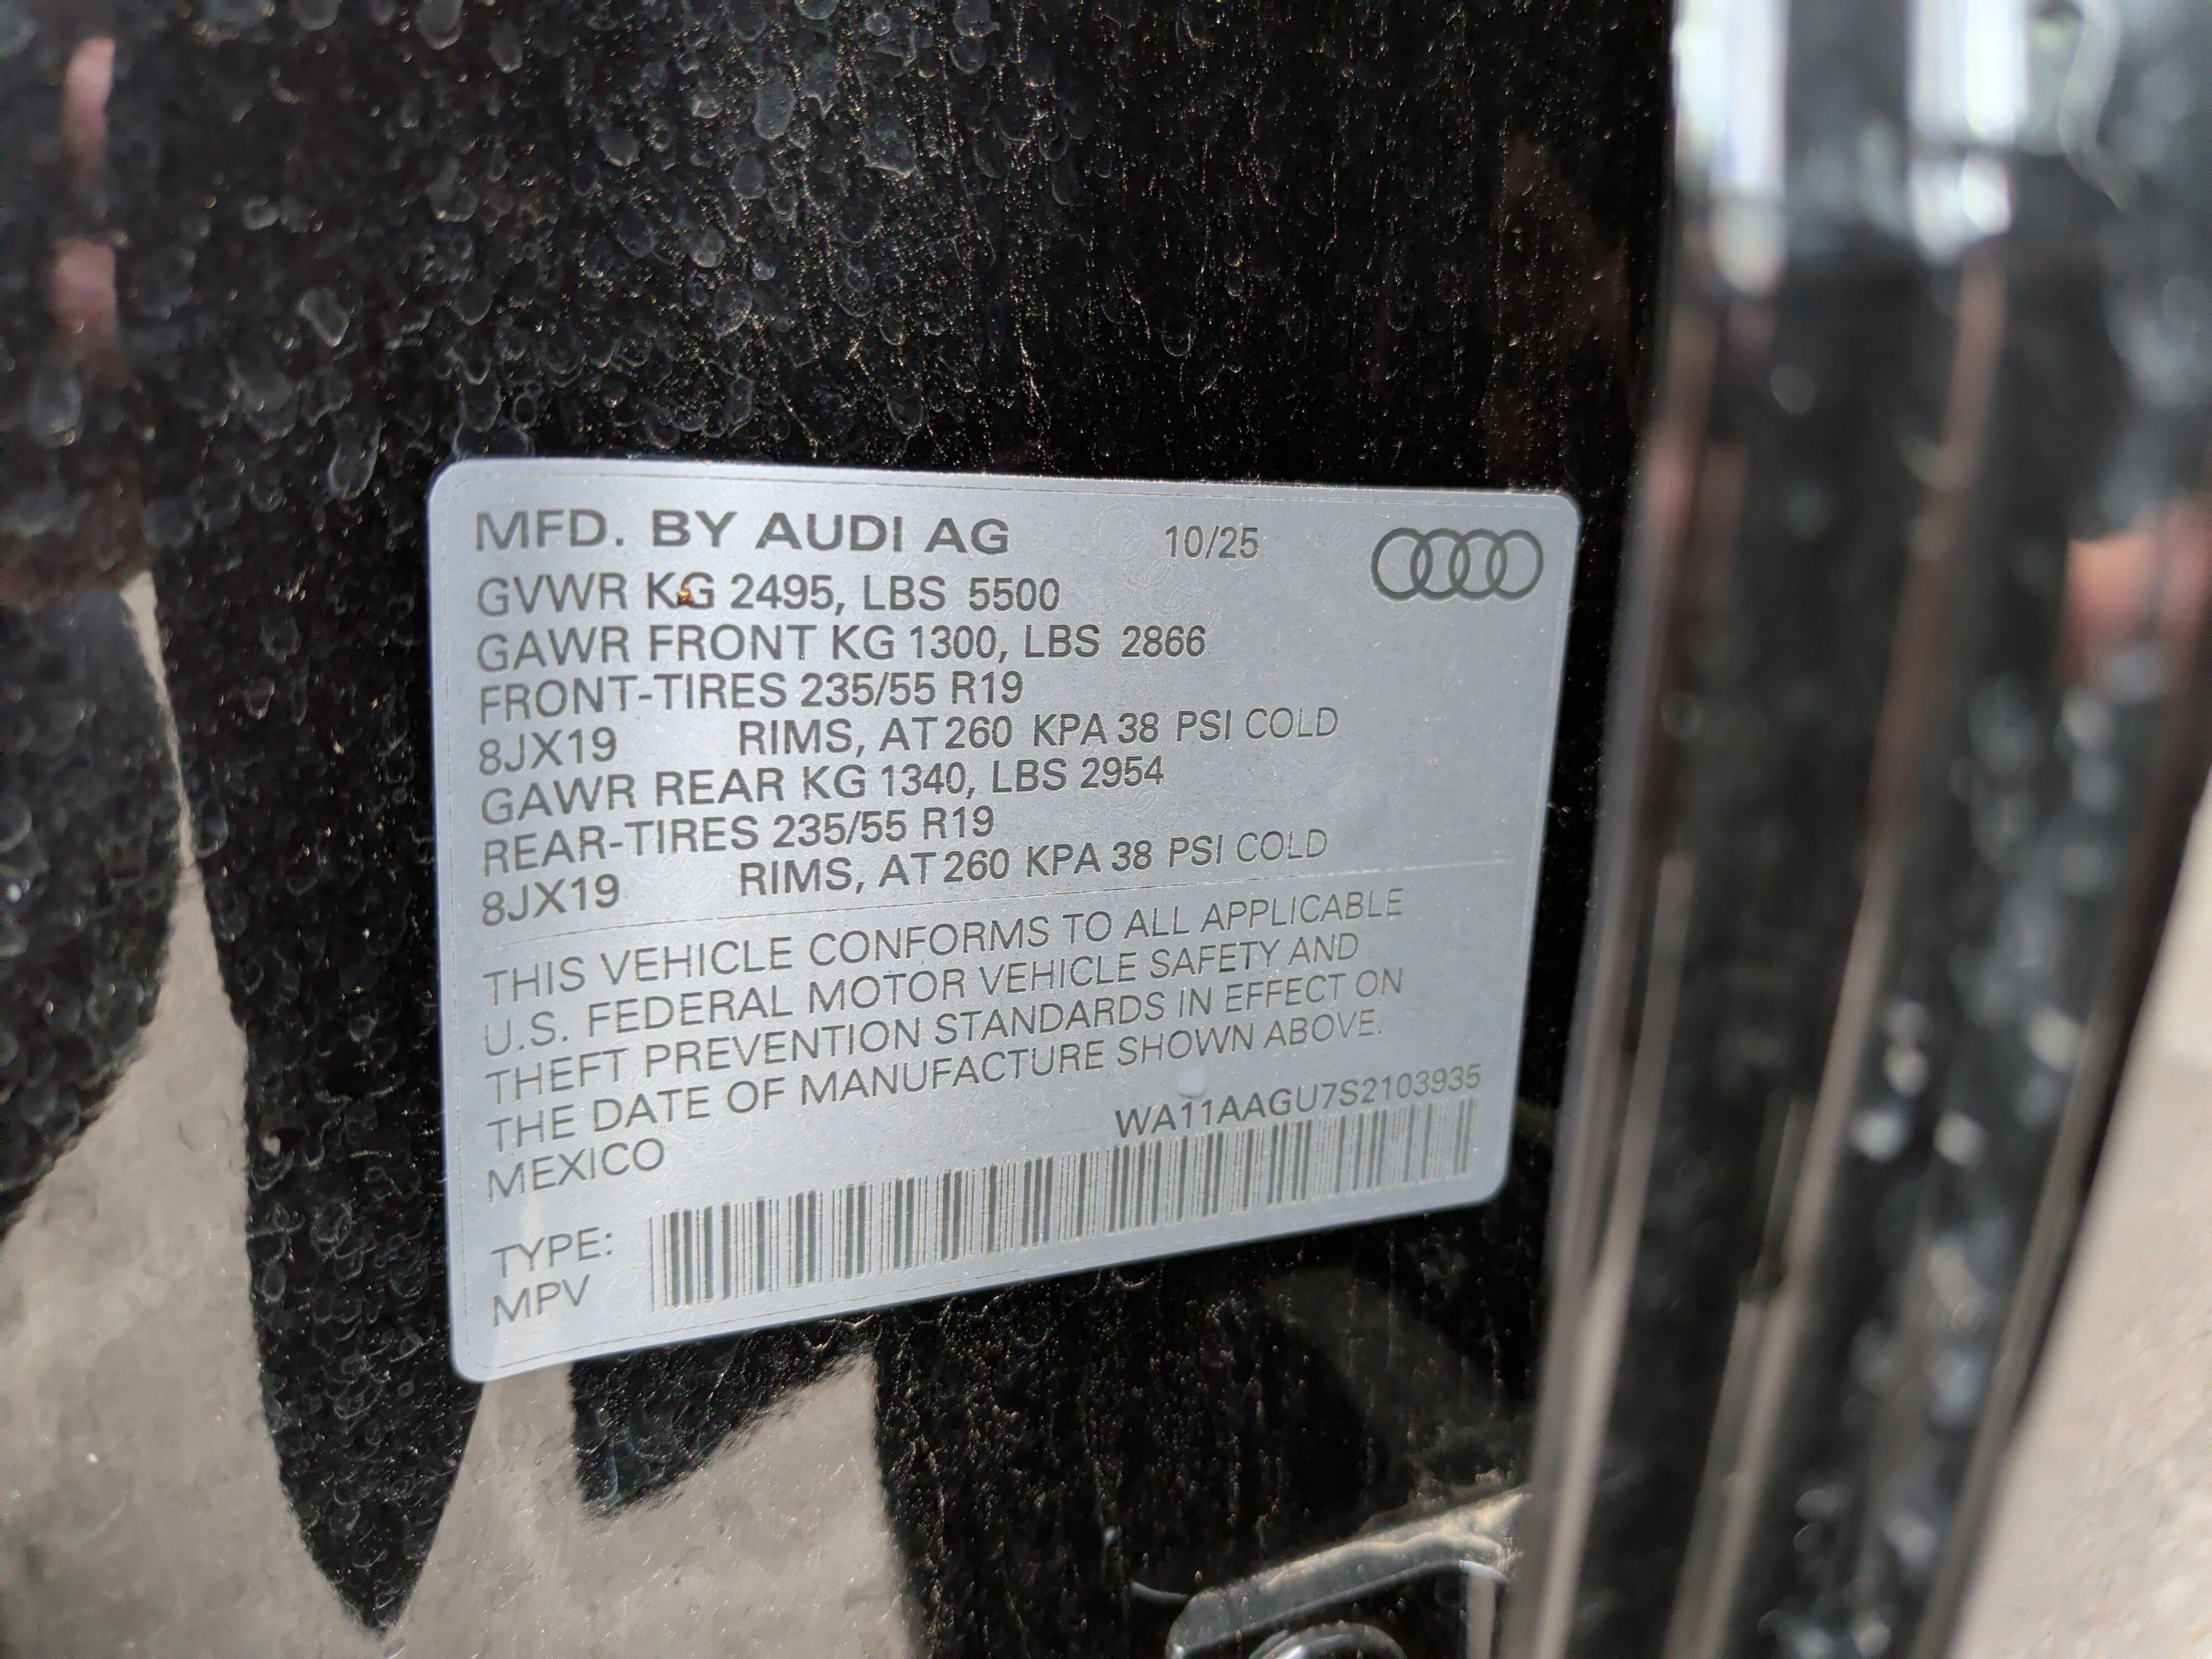 MFD. BY AUDI AG 10/25
GVWR KG 2495, LBS 5500
GAWR FRONT KG 1300, LBS 2866
FRONT-TIRES 235/55 R19
8JX19 RIMS, AT 260 KPA 38 PSI COLD
GAWR REAR KG 1340, LBS 2954
REAR-TIRES 235/55 R19
8JX19 RIMS, AT 260 KPA 38 PSI COLD
THIS VEHICLE CONFORMS TO ALL APPLICABLE
U.S. FEDERAL MOTOR VEHICLE SAFETY AND
THEFT PREVENTION STANDARDS IN EFFECT ON
THE DATE OF MANUFACTURE SHOWN ABOVE.
MEXICO WA11AAGU7S2103935
TYPE:
MPV